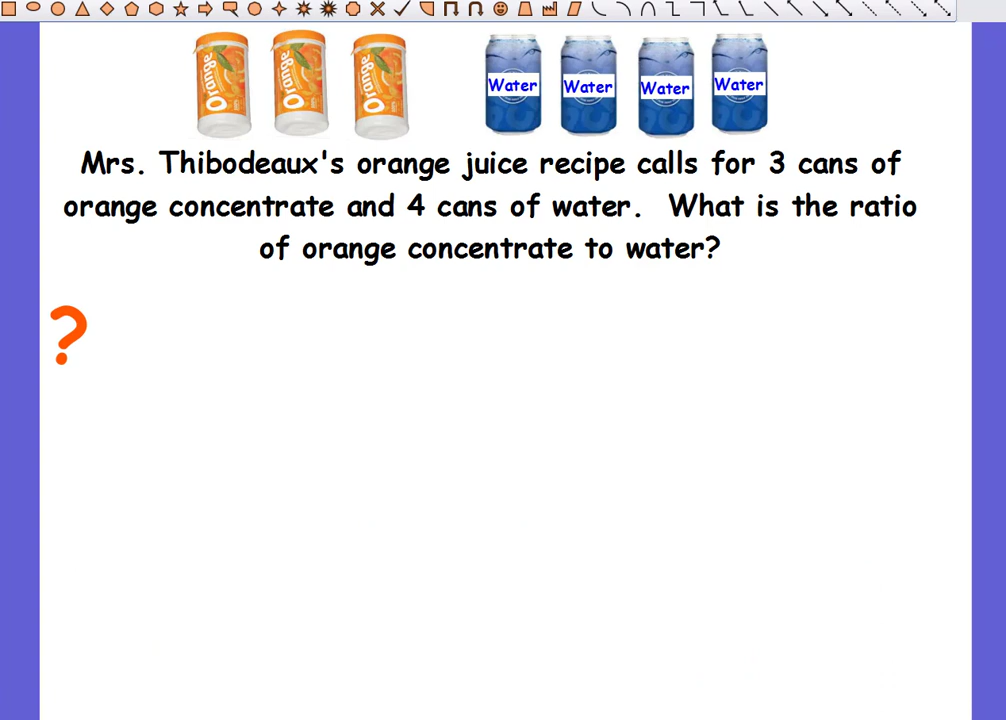 Orange Orange Orange Water Water Water Water
Mrs. Thibodeaux's orange juice recipe calls for 3 cans of
orange concentrate and 4 cans of water. What is the ratio
of orange concentrate to water?
?